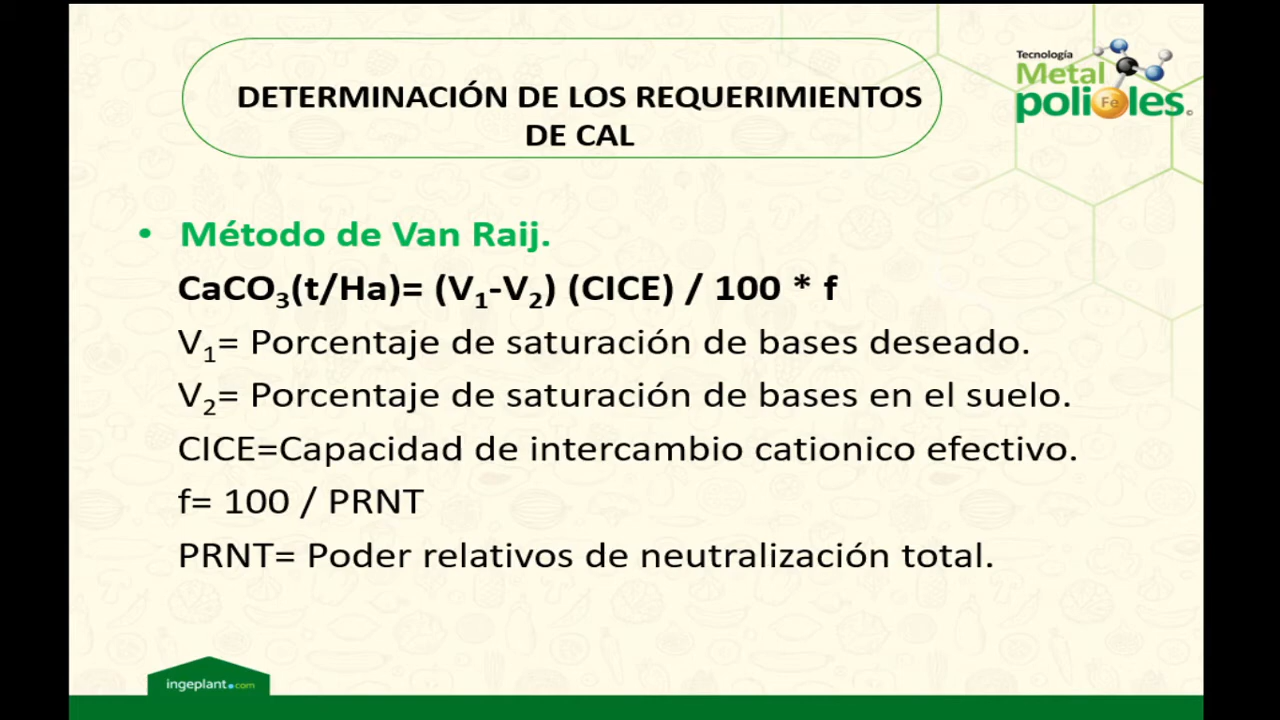 DETERMINACIÓN DE LOS REQUERIMIENTOS
DE CAL
Tecnología
Metal
polioles
Fe
• Método de Van Raij.
CaCO₃(t/Ha)= (V₁-V₂) (CICE) / 100 * f
V₁= Porcentaje de saturación de bases deseado.
V₂= Porcentaje de saturación de bases en el suelo.
CICE=Capacidad de intercambio cationico efectivo.
f= 100 / PRNT
PRNT= Poder relativos de neutralización total.
ingeplant.com